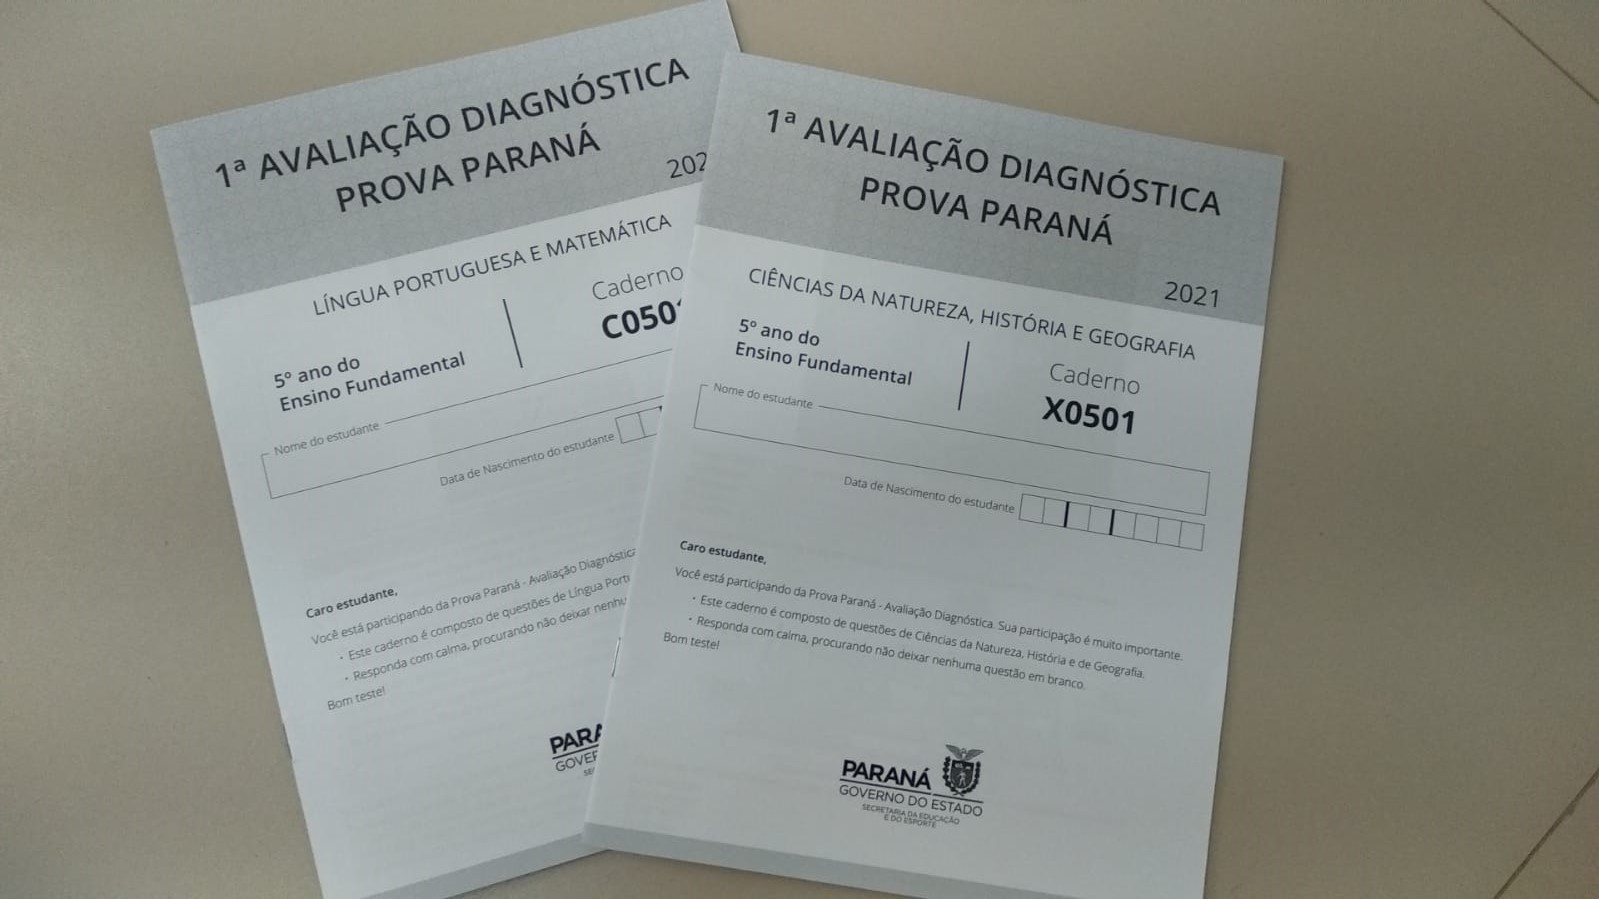 1ª AVALIAÇÃO DIAGNÓSTICA
PROVA PARANÁ
202
LÍNGUA PORTUGUESA E MATEMÁTICA
5º ano do
Ensino Fundamental
Caderno
C050
Nome do estudante
Data de Nascimento do estudante
Caro estudante,
Você está participando da Prova Paraná - Avaliação Diagnóstica
• Este caderno é composto de questões de Língua Portu
• Responda com calma, procurando não deixar nenhu
Bom teste!
PARA
GOVER
SE
1ª AVALIAÇÃO DIAGNÓSTICA
PROVA PARANÁ
2021
CIÊNCIAS DA NATUREZA, HISTÓRIA E GEOGRAFIA
5º ano do
Ensino Fundamental
Caderno
X0501
Nome do estudante
Data de Nascimento do estudante
Caro estudante,
Você está participando da Prova Paraná - Avaliação Diagnóstica. Sua participação é muito importante.
• Este caderno é composto de questões de Ciências da Natureza, História e de Geografia.
• Responda com calma, procurando não deixar nenhuma questão em branco.
Bom teste!
PARANÁ
GOVERNO DO ESTADO
SECRETARIA DA EDUCAÇÃO
E DO ESPORTE